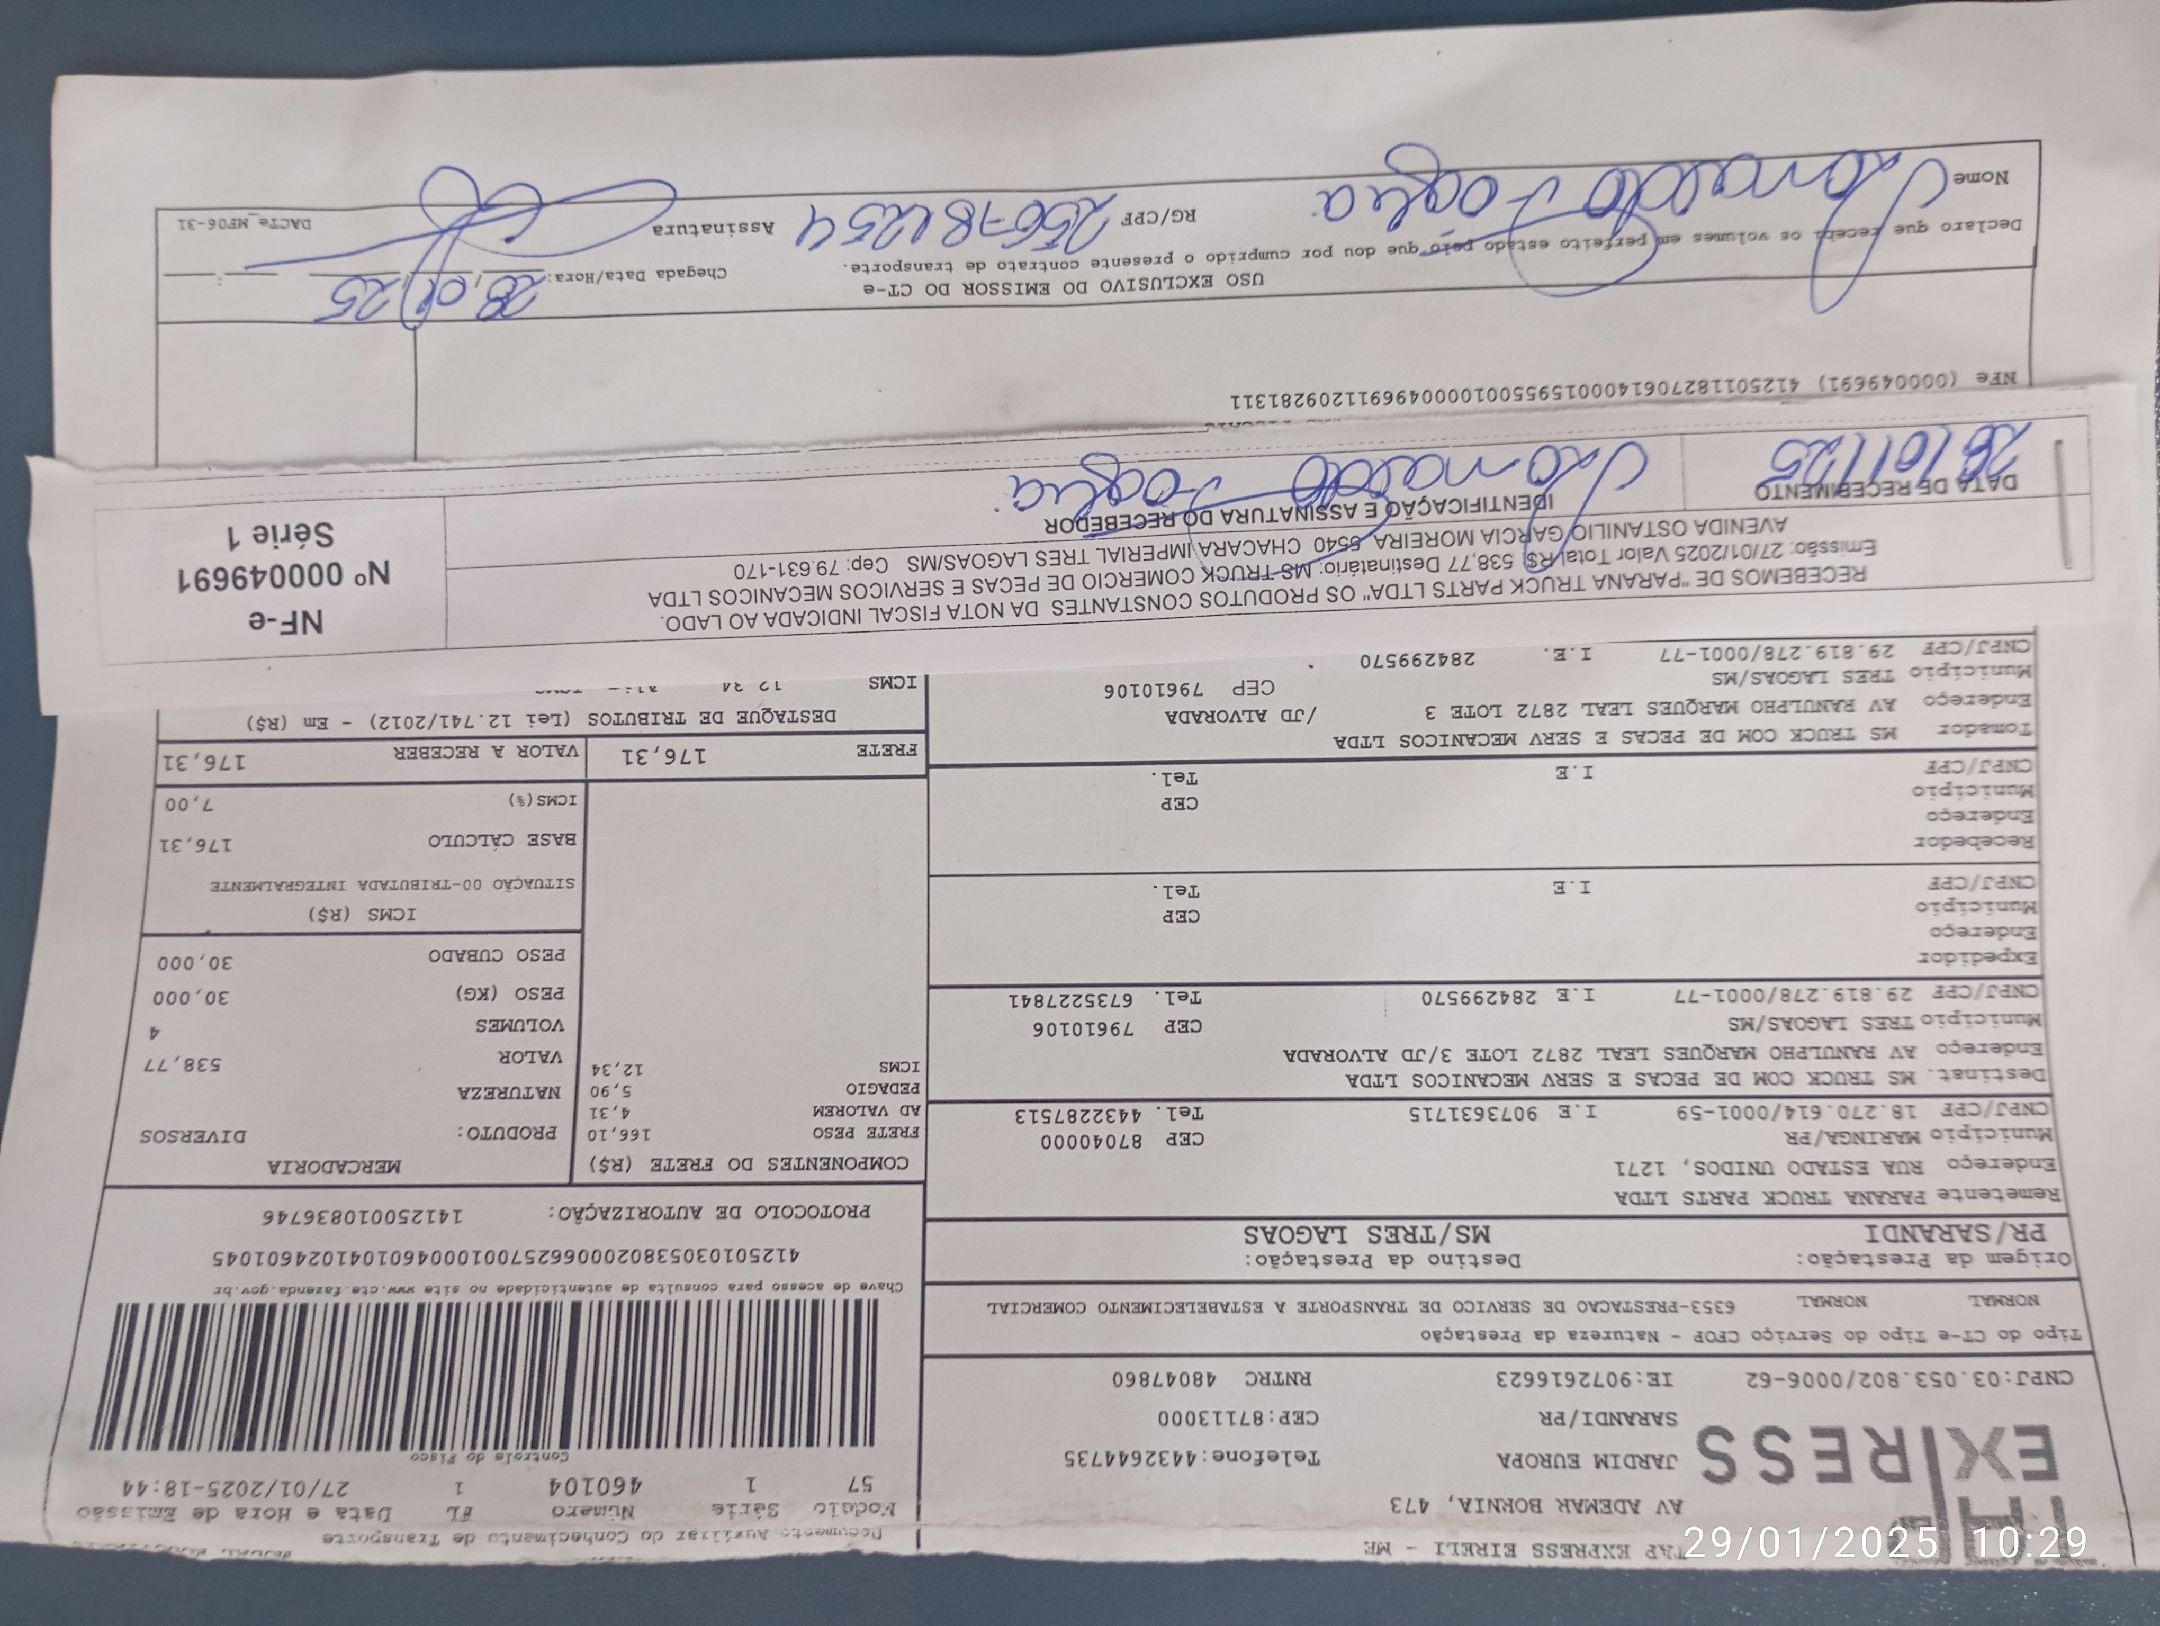 TAP EXPRESS EIRELI - ME
TAP
EXPRESS
AV ADEMAR BORNIA, 473
JARDIM EUROPA Telefone:4432644735
SARANDI/PR CEP:87113000
CNPJ:03.053.802/0006-62 IE:9072616623 RNTRC 48047860
Documento Auxiliar do Conhecimento de Transporte
Modelo Série Número FL Data e Hora de Emissão
57 1 460104 1 27/01/2025-18:44
Controle do Fisco
Chave de acesso para consulta de autenticidade no site www.cte.fazenda.gov.br
41250103053802000662570010004601041024601045
PROTOCOLO DE AUTORIZAÇÃO: 141250010836746
Tipo do CT-e Tipo do Serviço CFOP - Natureza da Prestação
NORMAL NORMAL 6353-PRESTACAO DE SERVICO DE TRANSPORTE A ESTABELECIMENTO COMERCIAL
Origem da Prestação: Destino da Prestação:
PR/SARANDI MS/TRES LAGOAS
Remetente PARANA TRUCK PARTS LTDA
Endereço RUA ESTADO UNIDOS, 1271
Município MARINGA/PR CEP 87040000
CNPJ/CPF 18.270.614/0001-59 I.E 9073631715 Tel. 4432287513
Destinat. MS TRUCK COM DE PECAS E SERV MECANICOS LTDA
Endereço AV RANULPHO MARQUES LEAL 2872 LOTE 3/JD ALVORADA
Município TRES LAGOAS/MS CEP 79610106
CNPJ/CPF 29.819.278/0001-77 I.E 284299570 Tel. 6735227841
Expedidor
Endereço
Município CEP
CNPJ/CPF I.E Tel.
Recebedor
Endereço
Município CEP
CNPJ/CPF I.E Tel.
Tomador MS TRUCK COM DE PECAS E SERV MECANICOS LTDA
Endereço AV RANULPHO MARQUES LEAL 2872 LOTE 3 /JD ALVORADA
Município TRES LAGOAS/MS CEP 79610106
CNPJ/CPF 29.819.278/0001-77 I.E. 284299570
COMPONENTES DO FRETE (R$)
FRETE PESO 166,10
AD VALOREM 4,31
PEDAGIO 5,90
ICMS 12,34
MERCADORIA
PRODUTO: DIVERSOS
NATUREZA
VALOR 538,77
VOLUMES 4
PESO (KG) 30,000
PESO CUBADO 30,000
ICMS (R$)
SITUAÇÃO 00-TRIBUTADA INTEGRALMENTE
BASE CÁLCULO 176,31
ICMS(%) 7,00
FRETE 176,31 VALOR A RECEBER 176,31
DESTAQUE DE TRIBUTOS (Lei 12.741/2012) - Em (R$)
ICMS 12,34
RECEBEMOS DE "PARANA TRUCK PARTS LTDA" OS PRODUTOS CONSTANTES DA NOTA FISCAL INDICADA AO LADO.
Emissão: 27/01/2025 Valor Total: R$ 538,77 Destinatário: MS TRUCK COMERCIO DE PECAS E SERVICOS MECANICOS LTDA
AVENIDA OSTANILIO GARCIA MOREIRA 6540 CHACARA IMPERIAL TRES LAGOAS/MS Cep: 79.631-170
DATA DE RECEBIMENTO IDENTIFICAÇÃO E ASSINATURA DO RECEBEDOR
28/01/25
NF-e
Nº 000049691
Série 1
NFe (000049691) 41250118270614000159550010000496911209281311
USO EXCLUSIVO DO EMISSOR DO CT-e
Declaro que recebi os volumes em perfeito estado pelo que dou por cumprido o presente contrato de transporte.
Chegada Data/Hora: 28/01/25
Nome RG/CPF 256781254 Assinatura
DACTe_MF06-31
29/01/2025 10:29